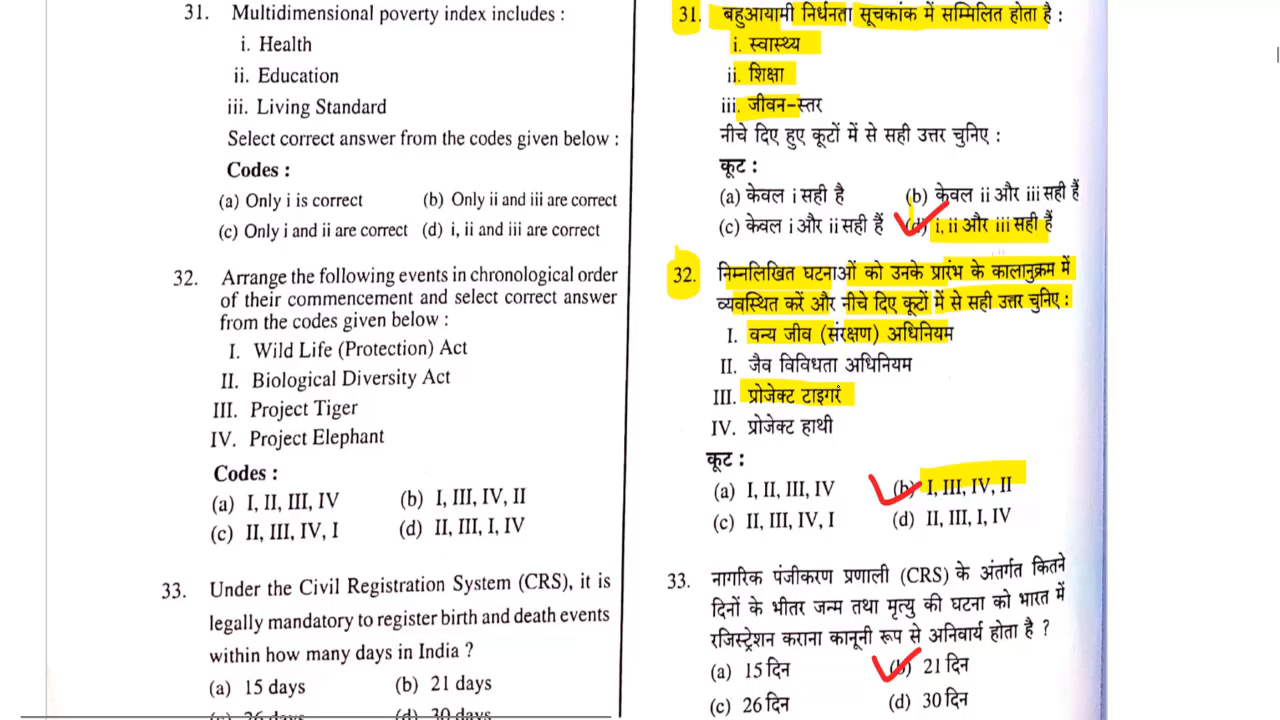 31. Multidimensional poverty index includes :
i. Health
ii. Education
iii. Living Standard
Select correct answer from the codes given below :
Codes :
(a) Only i is correct (b) Only ii and iii are correct
(c) Only i and ii are correct (d) i, ii and iii are correct
32. Arrange the following events in chronological order
of their commencement and select correct answer
from the codes given below :
I. Wild Life (Protection) Act
II. Biological Diversity Act
III. Project Tiger
IV. Project Elephant
Codes :
(a) I, II, III, IV (b) I, III, IV, II
(c) II, III, IV, I (d) II, III, I, IV
33. Under the Civil Registration System (CRS), it is
legally mandatory to register birth and death events
within how many days in India ?
(a) 15 days (b) 21 days
(c) 26 days (d) 30 days
31. बहुआयामी निर्धनता सूचकांक में सम्मिलित होता है :
i. स्वास्थ्य
ii. शिक्षा
iii. जीवन-स्तर
नीचे दिए हुए कूटों में से सही उत्तर चुनिए :
कूट :
(a) केवल i सही है (b) केवल ii और iii सही हैं
(c) केवल i और ii सही हैं (d) i, ii और iii सही हैं
32. निम्नलिखित घटनाओं को उनके प्रारंभ के कालानुक्रम में
व्यवस्थित करें और नीचे दिए कूटों में से सही उत्तर चुनिए :
I. वन्य जीव (संरक्षण) अधिनियम
II. जैव विविधता अधिनियम
III. प्रोजेक्ट टाइगर
IV. प्रोजेक्ट हाथी
कूट :
(a) I, II, III, IV (b) I, III, IV, II
(c) II, III, IV, I (d) II, III, I, IV
33. नागरिक पंजीकरण प्रणाली (CRS) के अंतर्गत कितने
दिनों के भीतर जन्म तथा मृत्यु की घटना को भारत में
रजिस्ट्रेशन कराना कानूनी रूप से अनिवार्य होता है ?
(a) 15 दिन (b) 21 दिन
(c) 26 दिन (d) 30 दिन